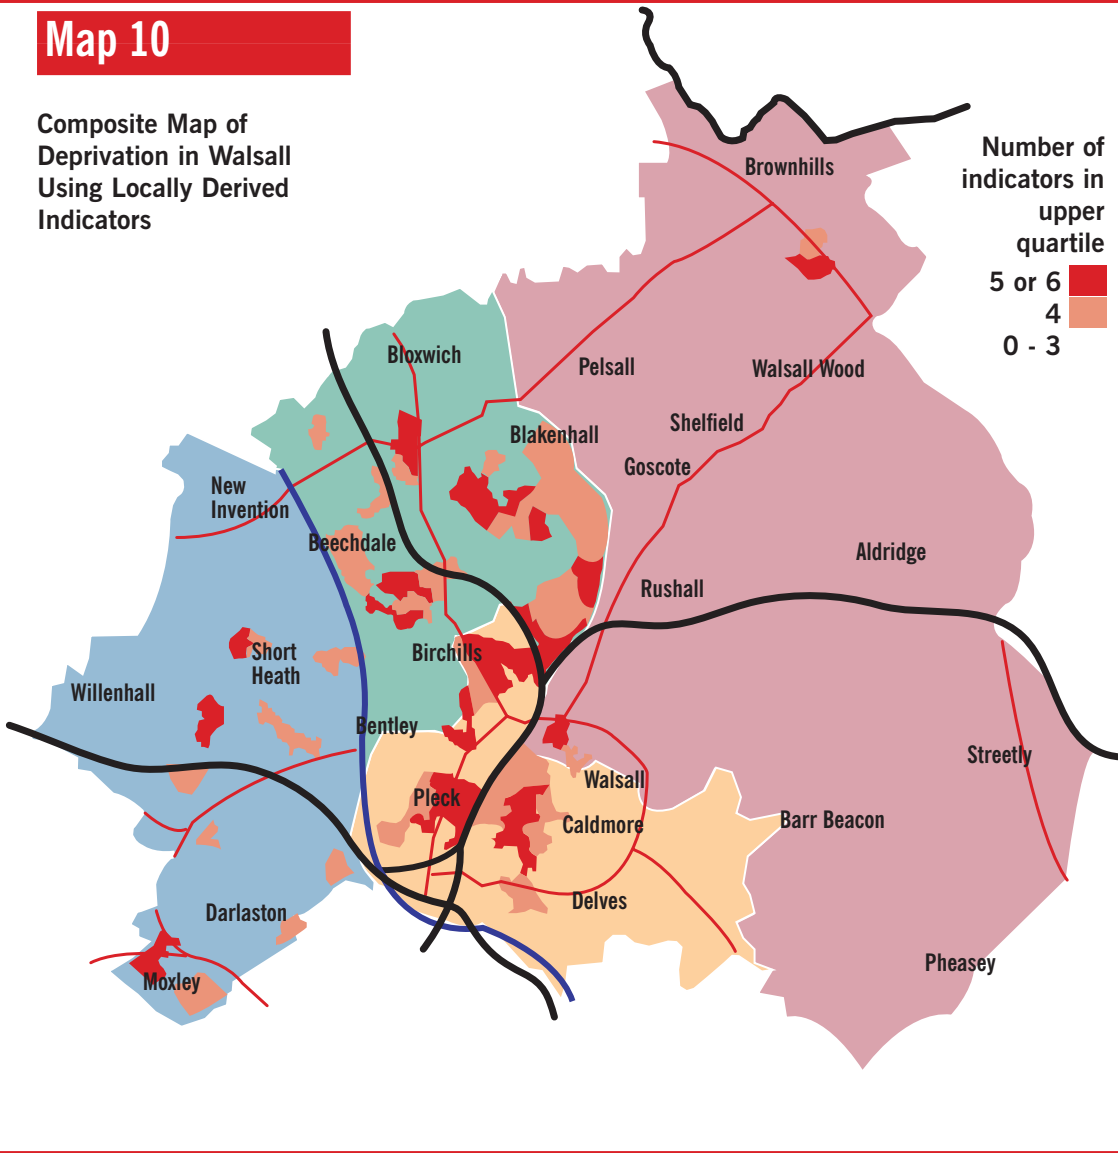 Map 10
Composite Map of
Deprivation in Walsall
Using Locally Derived
Indicators
Number of
indicators in
upper
quartile
5 or 6
4
0 - 3
Brownhills
Bloxwich
Pelsall
Walsall Wood
Shelfield
Blakenhall
Goscote
New
Invention
Beechdale
Aldridge
Rushall
Birchills
Short
Heath
Willenhall
Bentley
Streetly
Walsall
Pleck
Caldmore
Barr Beacon
Delves
Darlaston
Pheasey
Moxley